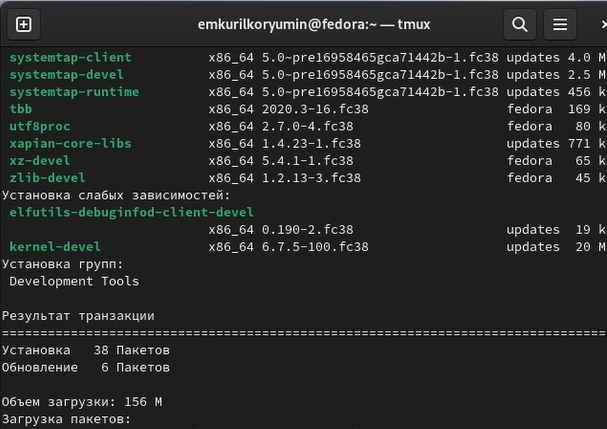 emkurilkoryumin@fedora:~ — tmux
systemtap-client x86_64 5.0~pre16958465gca71442b-1.fc38 updates 4.0 M
systemtap-devel x86_64 5.0~pre16958465gca71442b-1.fc38 updates 2.5 M
systemtap-runtime x86_64 5.0~pre16958465gca71442b-1.fc38 updates 456 k
tbb x86_64 2020.3-16.fc38 fedora 169 k
utf8proc x86_64 2.7.0-4.fc38 fedora 80 k
xapian-core-libs x86_64 1.4.23-1.fc38 updates 771 k
xz-devel x86_64 5.4.1-1.fc38 fedora 65 k
zlib-devel x86_64 1.2.13-3.fc38 fedora 45 k
Установка слабых зависимостей:
elfutils-debuginfod-client-devel
x86_64 0.190-2.fc38 updates 19 k
kernel-devel x86_64 6.7.5-100.fc38 updates 20 M
Установка групп:
Development Tools
Результат транзакции
================================================================================
Установка 38 Пакетов
Обновление 6 Пакетов
Объем загрузки: 156 M
Загрузка пакетов: